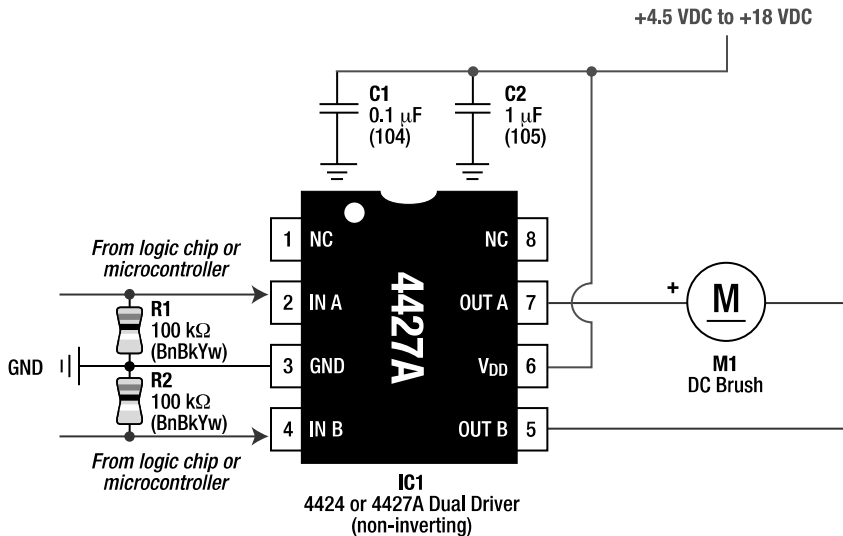 +4.5 VDC to +18 VDC
C1
0.1 µF
(104)
C2
1 µF
(105)
From logic chip or
microcontroller
1 NC
NC 8
2 IN A
OUT A 7
3 GND
VDD 6
4 IN B
OUT B 5
4427A
R1
100 kΩ
(BnBkYw)
GND
R2
100 kΩ
(BnBkYw)
From logic chip or
microcontroller
+
M
M1
DC Brush
IC1
4424 or 4427A Dual Driver
(non-inverting)